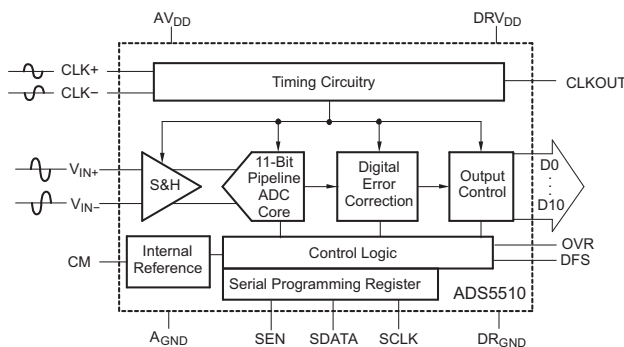 AVDD
DRVDD
CLK+
CLK−
Timing Circuitry
CLKOUT
VIN+
VIN−
S&H
11-Bit
Pipeline
ADC
Core
Digital
Error
Correction
Output
Control
D0
D10
CM
Internal
Reference
Control Logic
OVR
DFS
Serial Programming Register
ADS5510
AGND
SEN
SDATA
SCLK
DRGND